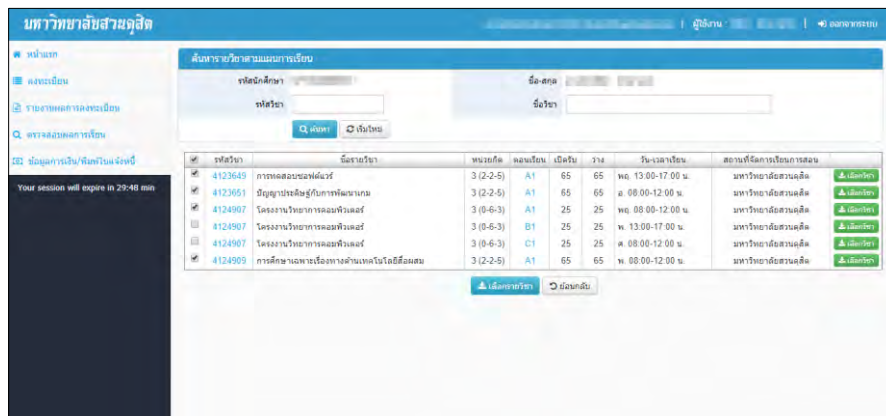 มหาวิทยาลัยสวนดุสิต
| ผู้ใช้งาน | ออกจากระบบ
หน้าแรก
ลงทะเบียน
รายงานผลการลงทะเบียน
ตรวจสอบผลการเรียน
ข้อมูลการเงิน/พิมพ์ใบแจ้งหนี้
Your session will expire in 29:48 min
ค้นหารายวิชาตามแผนการเรียน
รหัสนักศึกษา ชื่อ-สกุล
รหัสวิชา ชื่อวิชา
ค้นหา เริ่มใหม่
รหัสวิชา ชื่อรายวิชา หน่วยกิต ตอนเรียน เปิดรับ ว่าง วัน-เวลาเรียน สถานที่จัดการเรียนการสอน
4123649 การทดสอบซอฟต์แวร์ 3 (2-2-5) A1 65 65 พฤ. 13:00-17:00 น. มหาวิทยาลัยสวนดุสิต เลือกวิชา
4123651 ปัญญาประดิษฐ์กับการพัฒนาเกม 3 (2-2-5) A1 65 65 อ. 08:00-12:00 น. มหาวิทยาลัยสวนดุสิต เลือกวิชา
4124907 โครงงานวิทยาการคอมพิวเตอร์ 3 (0-6-3) A1 25 25 พฤ. 08:00-12:00 น. มหาวิทยาลัยสวนดุสิต เลือกวิชา
4124907 โครงงานวิทยาการคอมพิวเตอร์ 3 (0-6-3) B1 25 25 พ. 13:00-17:00 น. มหาวิทยาลัยสวนดุสิต เลือกวิชา
4124907 โครงงานวิทยาการคอมพิวเตอร์ 3 (0-6-3) C1 25 25 ศ. 08:00-12:00 น. มหาวิทยาลัยสวนดุสิต เลือกวิชา
4124909 การศึกษาเฉพาะเรื่องทางด้านเทคโนโลยีสื่อผสม 3 (2-2-5) A1 65 65 พ. 08:00-12:00 น. มหาวิทยาลัยสวนดุสิต เลือกวิชา
เลือกรายวิชา ย้อนกลับ